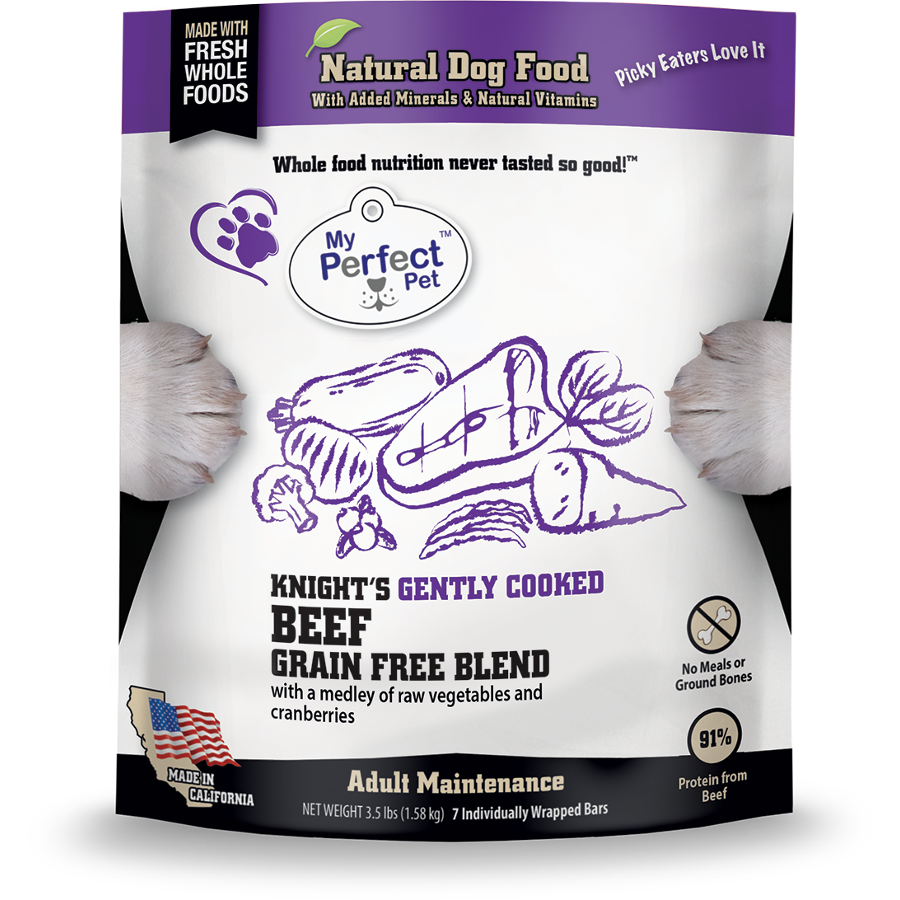 MADE WITH
FRESH
WHOLE
FOODS
Natural Dog Food
With Added Minerals & Natural Vitamins
Picky Eaters Love It
Whole food nutrition never tasted so good!™
My
Perfect™
Pet
KNIGHT'S GENTLY COOKED
BEEF
GRAIN FREE BLEND
with a medley of raw vegetables and
cranberries
No Meals or
Ground Bones
91%
Protein from
Beef
MADE IN
CALIFORNIA
Adult Maintenance
NET WEIGHT 3.5 lbs (1.58 kg) 7 Individually Wrapped Bars